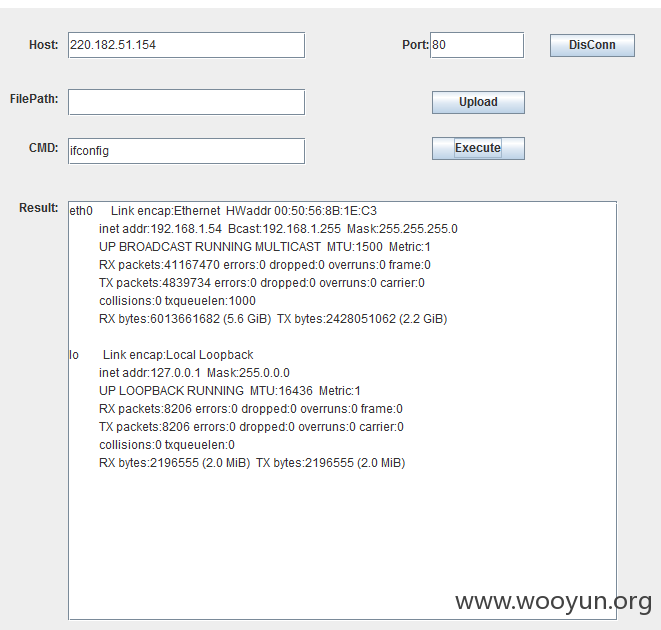 Host: 220.182.51.154 Port: 80 DisConn
FilePath: Upload
CMD: ifconfig Execute
Result:
eth0 Link encap:Ethernet HWaddr 00:50:56:8B:1E:C3
inet addr:192.168.1.54 Bcast:192.168.1.255 Mask:255.255.255.0
UP BROADCAST RUNNING MULTICAST MTU:1500 Metric:1
RX packets:41167470 errors:0 dropped:0 overruns:0 frame:0
TX packets:4839734 errors:0 dropped:0 overruns:0 carrier:0
collisions:0 txqueuelen:1000
RX bytes:6013661682 (5.6 GiB) TX bytes:2428051062 (2.2 GiB)
lo Link encap:Local Loopback
inet addr:127.0.0.1 Mask:255.0.0.0
UP LOOPBACK RUNNING MTU:16436 Metric:1
RX packets:8206 errors:0 dropped:0 overruns:0 frame:0
TX packets:8206 errors:0 dropped:0 overruns:0 carrier:0
collisions:0 txqueuelen:0
RX bytes:2196555 (2.0 MiB) TX bytes:2196555 (2.0 MiB)
www.wooyun.org